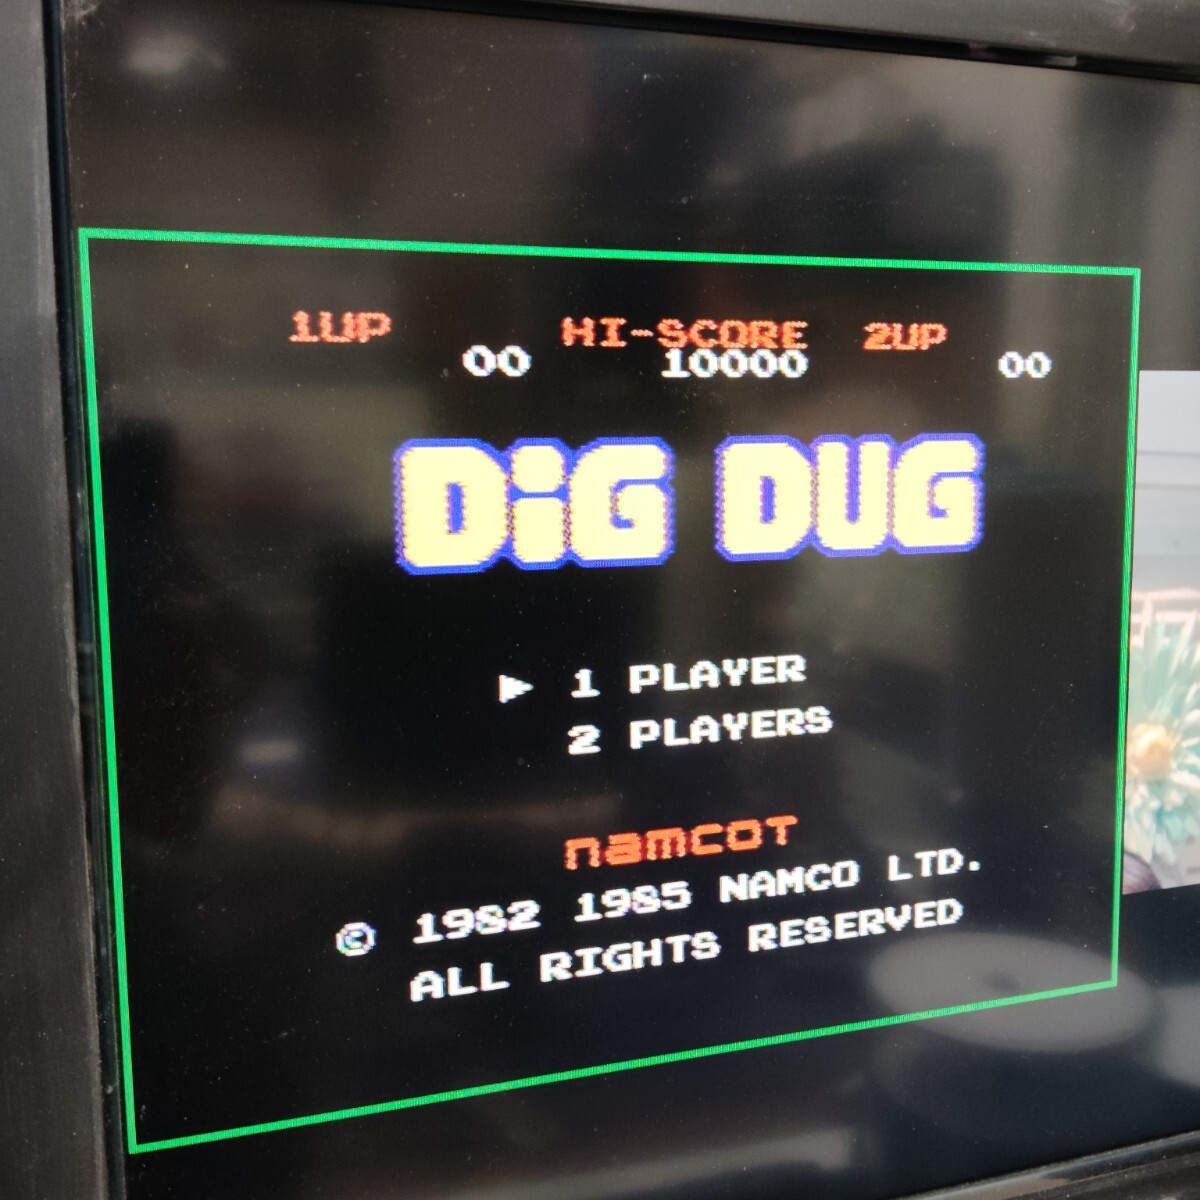 1UP HI-SCORE 2UP
00 10000 00
DiG DUG
▶ 1 PLAYER
2 PLAYERS
namcot
© 1982 1985 NAMCO LTD.
ALL RIGHTS RESERVED